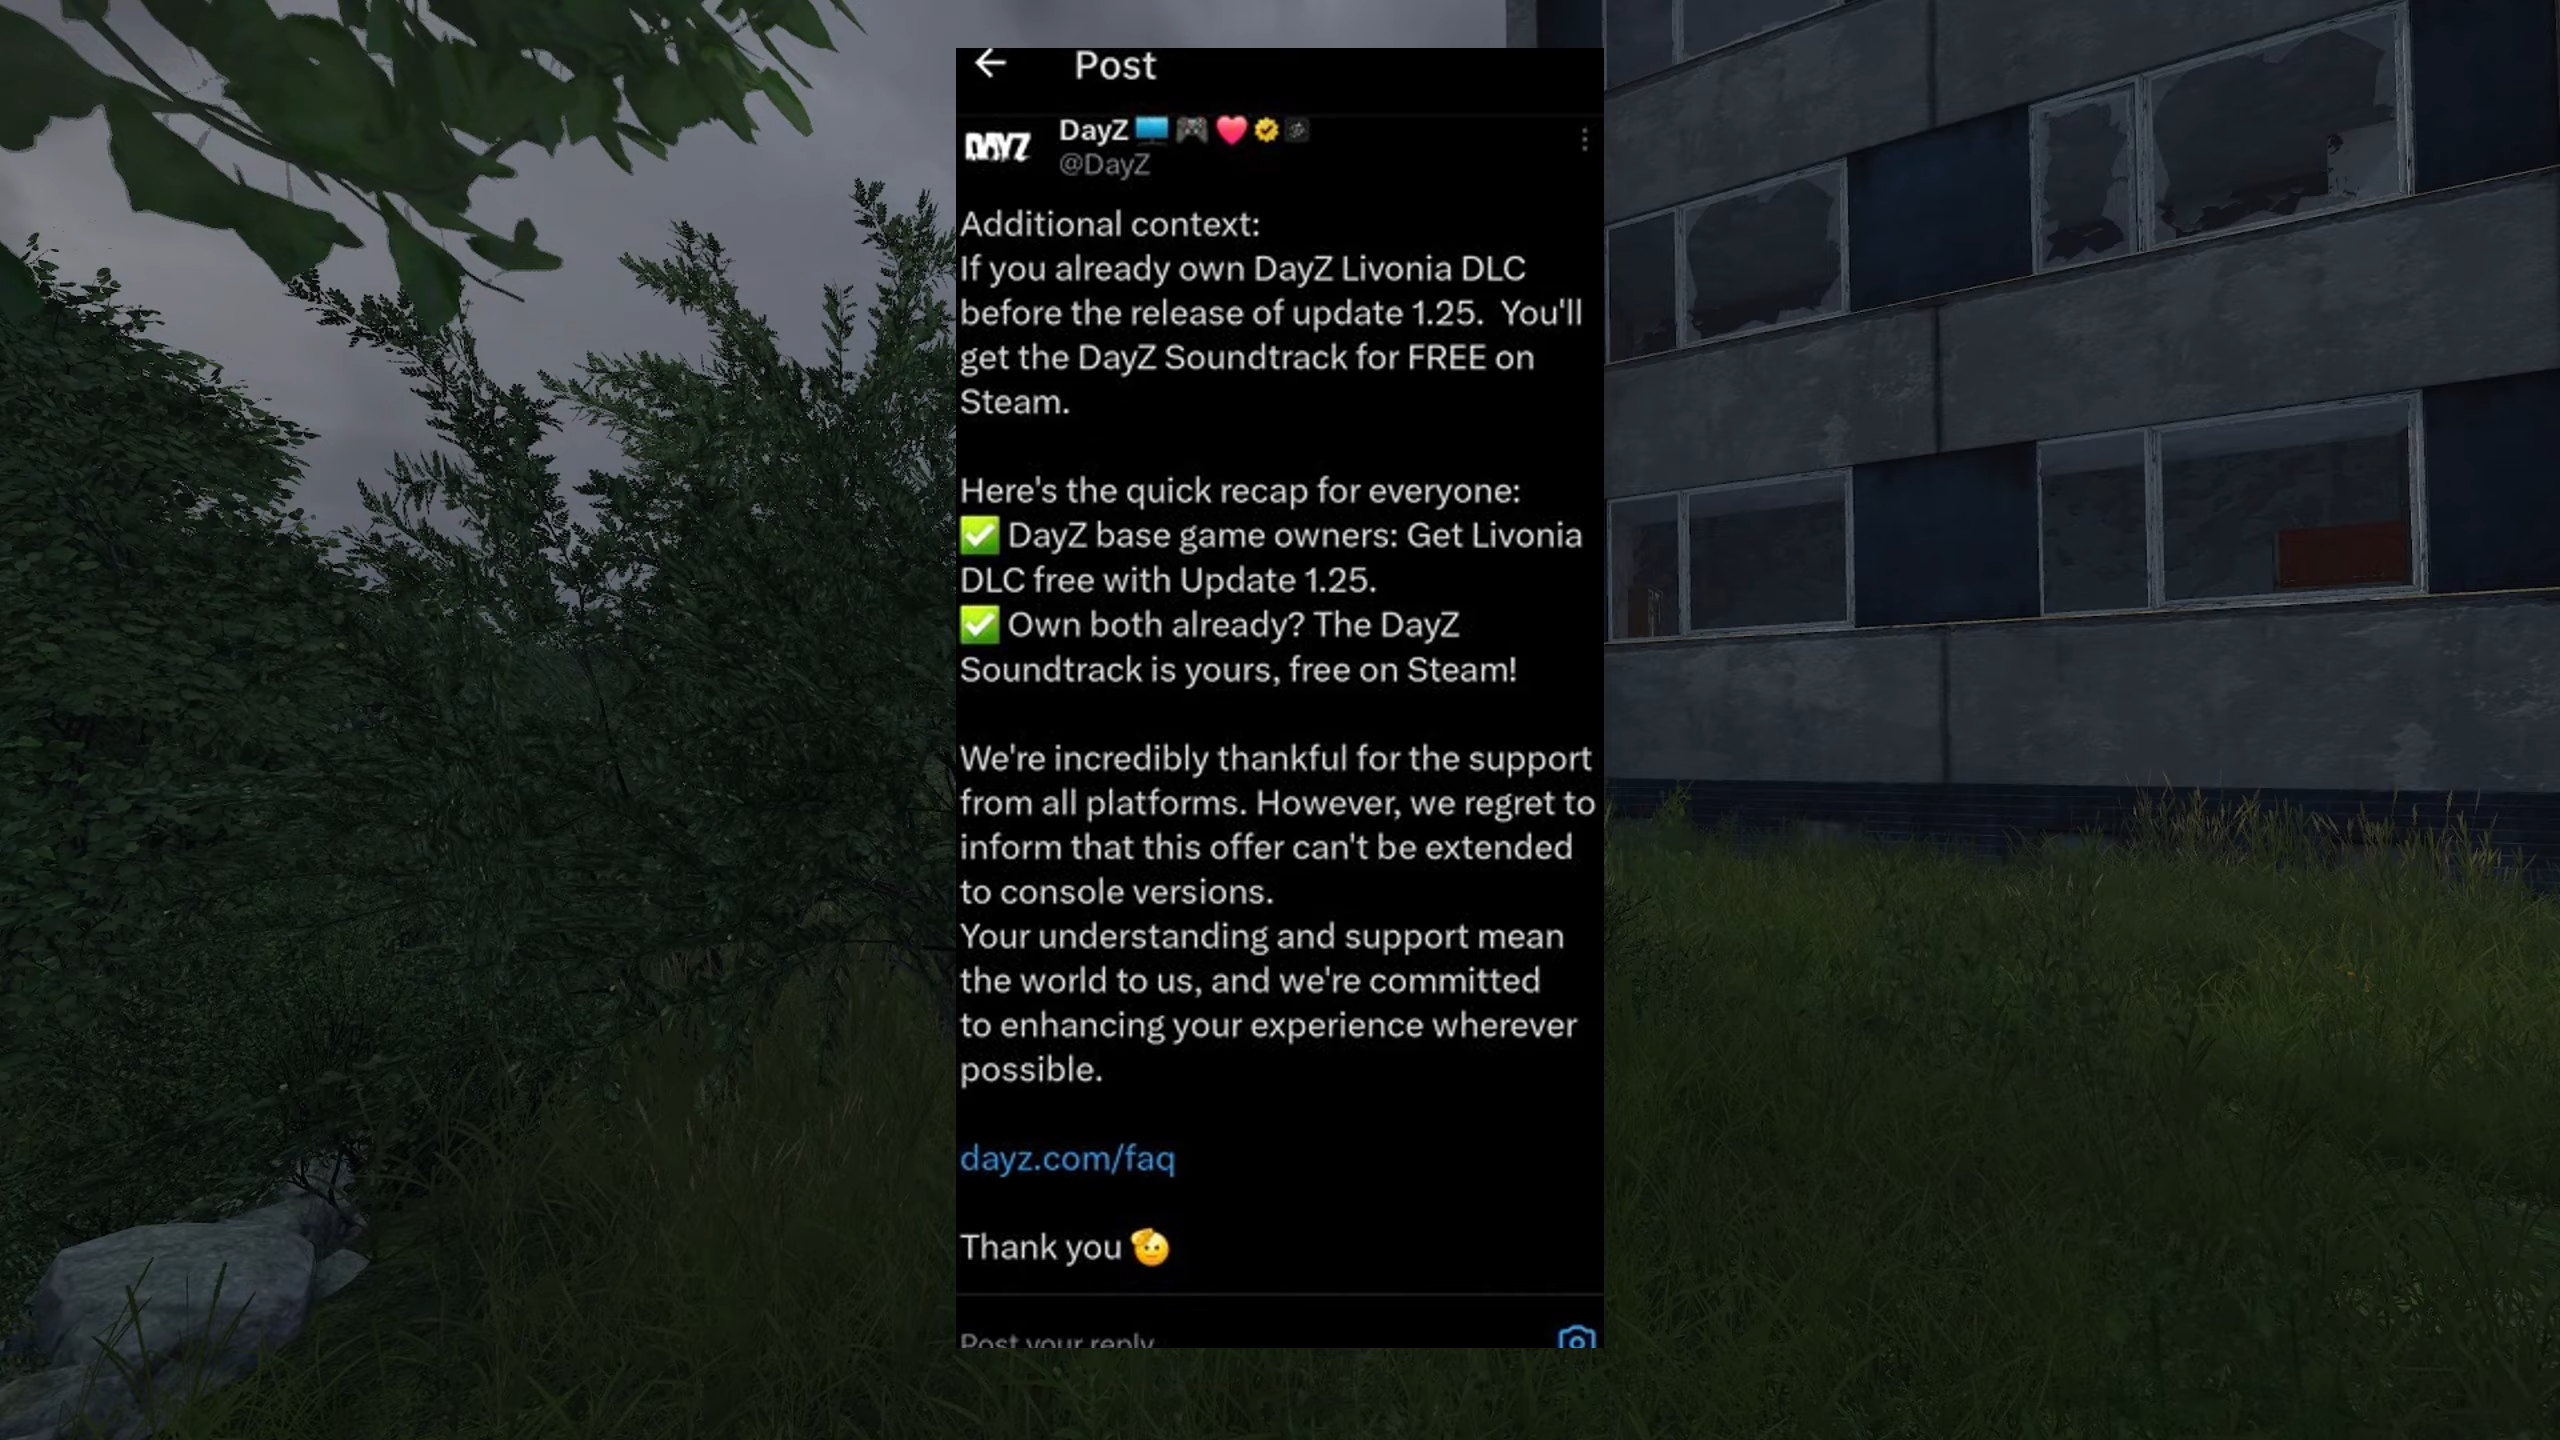 Post
DAYZ
DayZ 🖥️🎮❤️
@DayZ
Additional context:
If you already own DayZ Livonia DLC
before the release of update 1.25.  You'll
get the DayZ Soundtrack for FREE on
Steam.
Here's the quick recap for everyone:
✅ DayZ base game owners: Get Livonia
DLC free with Update 1.25.
✅ Own both already? The DayZ
Soundtrack is yours, free on Steam!
We're incredibly thankful for the support
from all platforms. However, we regret to
inform that this offer can't be extended
to console versions.
Your understanding and support mean
the world to us, and we're committed
to enhancing your experience wherever
possible.
dayz.com/faq
Thank you 🫡
Post your reply